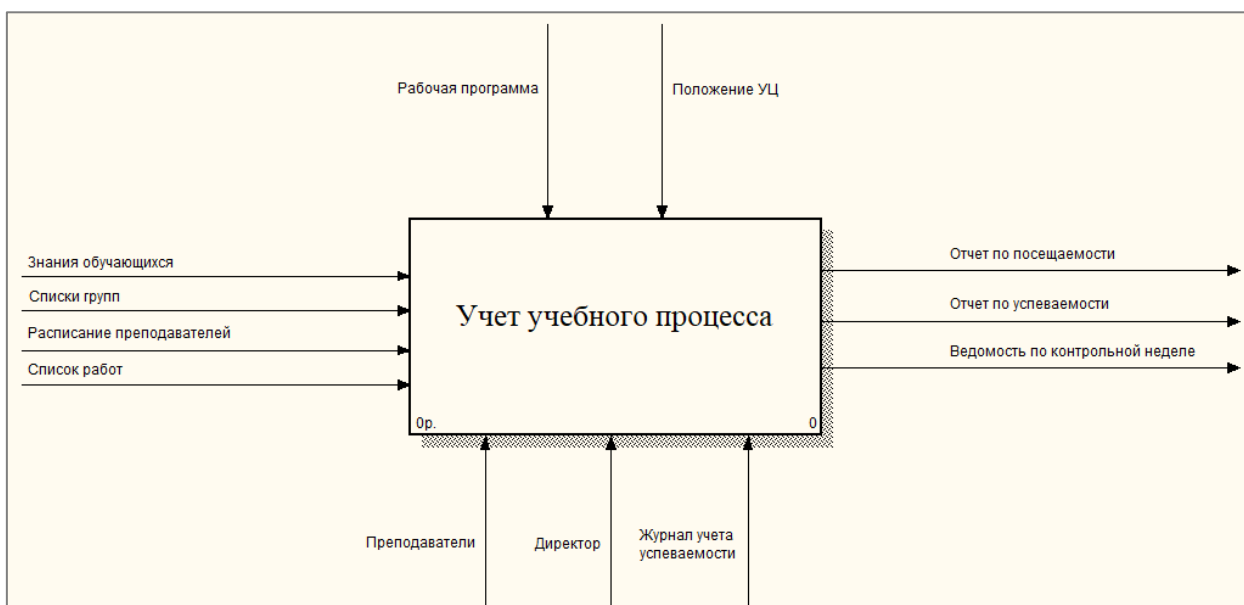 Рабочая программа
Положение УЦ
Знания обучающихся
Списки групп
Расписание преподавателей
Список работ
Учет учебного процесса
0р.
0
Отчет по посещаемости
Отчет по успеваемости
Ведомость по контрольной неделе
Преподаватели
Директор
Журнал учета
успеваемости